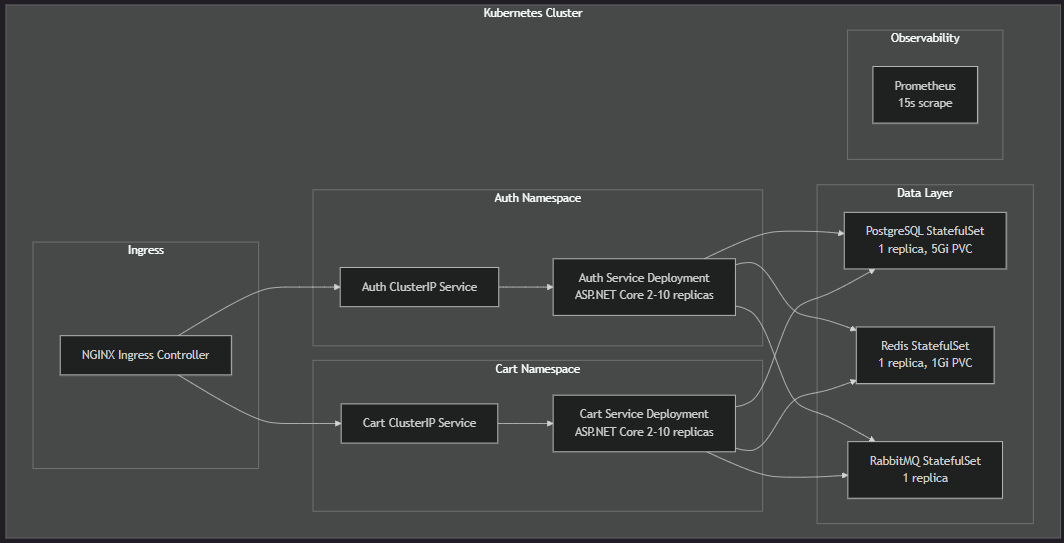 Kubernetes Cluster
Observability
Prometheus
15s scrape
Auth Namespace
Data Layer
PostgreSQL StatefulSet
1 replica, 5Gi PVC
Ingress
Auth ClusterIP Service
Auth Service Deployment
ASP.NET Core 2-10 replicas
NGINX Ingress Controller
Redis StatefulSet
1 replica, 1Gi PVC
Cart Namespace
Cart ClusterIP Service
Cart Service Deployment
ASP.NET Core 2-10 replicas
RabbitMQ StatefulSet
1 replica